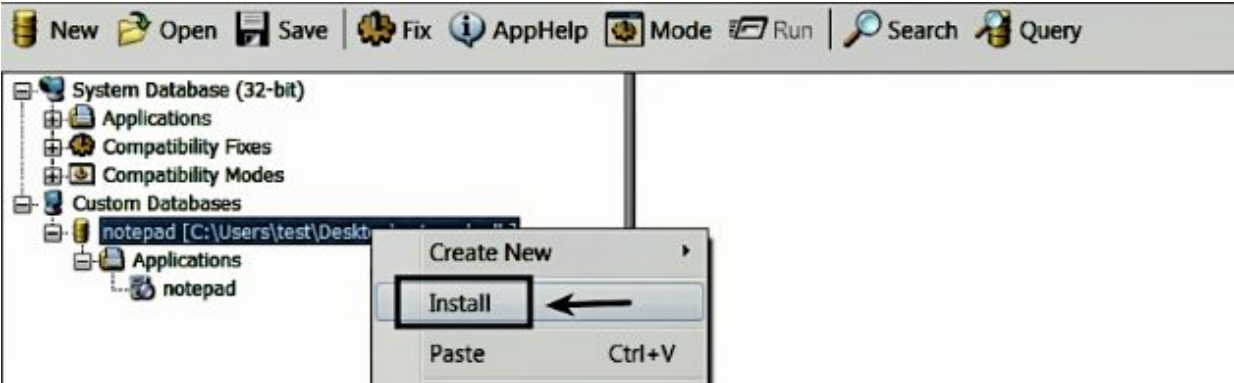 New Open Save Fix AppHelp Mode Run Search Query
System Database (32-bit)
Applications
Compatibility Fixes
Compatibility Modes
Custom Databases
notepad [C:\Users\test\Deskt
Applications
notepad
Create New
Install
Paste Ctrl+V